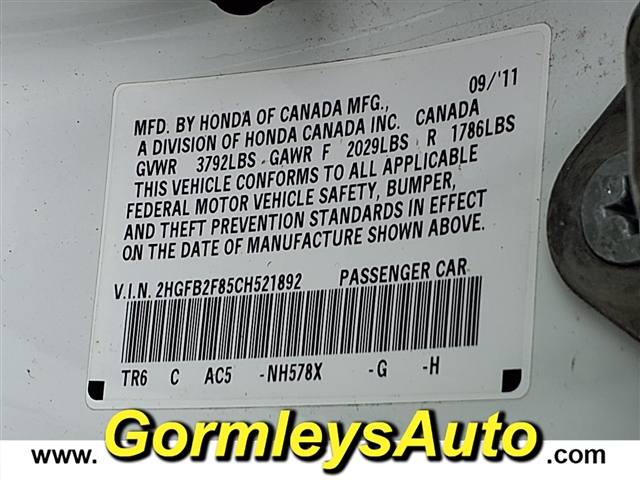 09/'11
MFD. BY HONDA OF CANADA MFG.,
A DIVISION OF HONDA CANADA INC. CANADA
GVWR 3792LBS GAWR F 2029LBS R 1786LBS
THIS VEHICLE CONFORMS TO ALL APPLICABLE
FEDERAL MOTOR VEHICLE SAFETY, BUMPER,
AND THEFT PREVENTION STANDARDS IN EFFECT
ON THE DATE OF MANUFACTURE SHOWN ABOVE.
V.I.N. 2HGFB2F85CH521892 PASSENGER CAR
TR6 C AC5 -NH578X -G -H
www. GormleysAuto .com